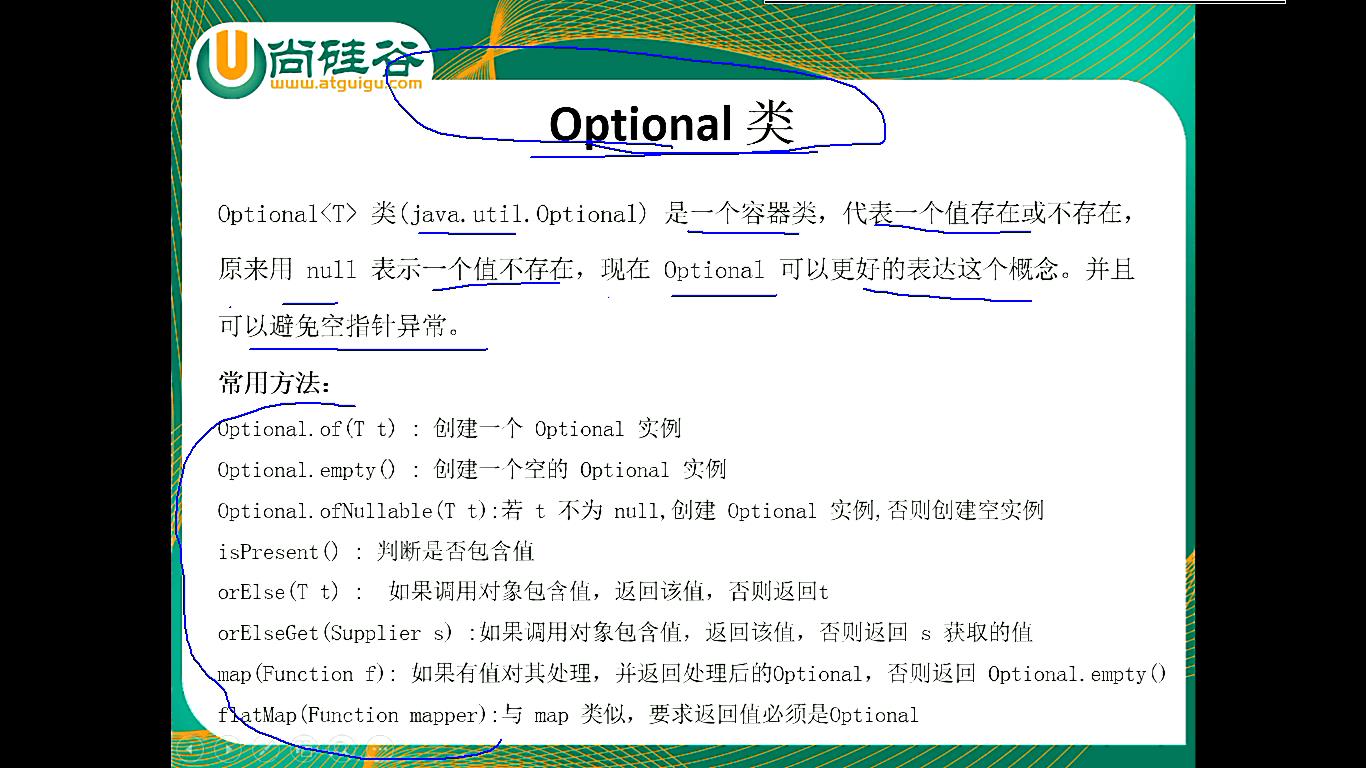 尚硅谷
www.atguigu.com
Optional 类
Optional<T> 类(java.util.Optional) 是一个容器类，代表一个值存在或不存在，
原来用 null 表示一个值不存在，现在 Optional 可以更好的表达这个概念。并且
可以避免空指针异常。
常用方法：
Optional.of(T t) : 创建一个 Optional 实例
Optional.empty() : 创建一个空的 Optional 实例
Optional.ofNullable(T t):若 t 不为 null,创建 Optional 实例,否则创建空实例
isPresent() : 判断是否包含值
orElse(T t) :  如果调用对象包含值，返回该值，否则返回t
orElseGet(Supplier s) :如果调用对象包含值，返回该值，否则返回 s 获取的值
map(Function f): 如果有值对其处理，并返回处理后的Optional，否则返回 Optional.empty()
flatMap(Function mapper):与 map 类似，要求返回值必须是Optional